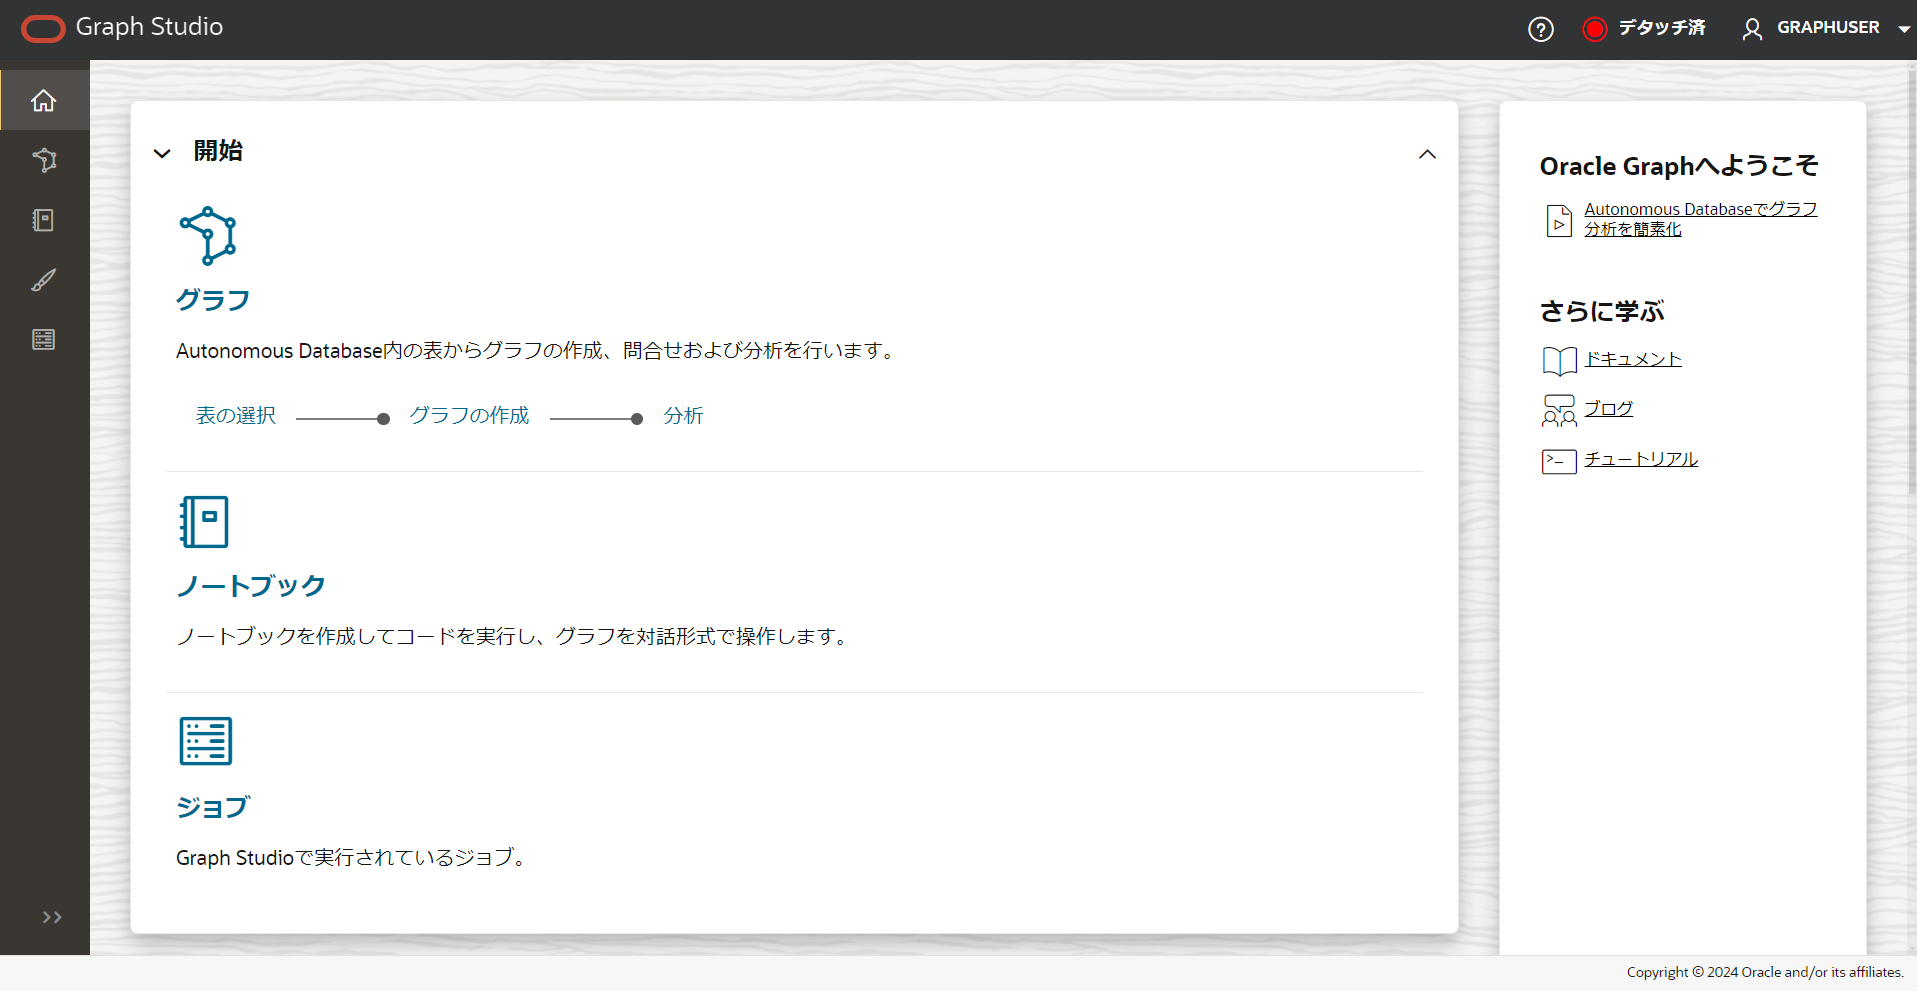 Graph Studio
デタッチ済
GRAPHUSER
開始
グラフ
Autonomous Database内の表からグラフの作成、問合せおよび分析を行います。
表の選択 グラフの作成 分析
ノートブック
ノートブックを作成してコードを実行し、グラフを対話形式で操作します。
ジョブ
Graph Studioで実行されているジョブ。
Oracle Graphへようこそ
Autonomous Databaseでグラフ
分析を簡素化
さらに学ぶ
ドキュメント
ブログ
チュートリアル
Copyright © 2024 Oracle and/or its affiliates.